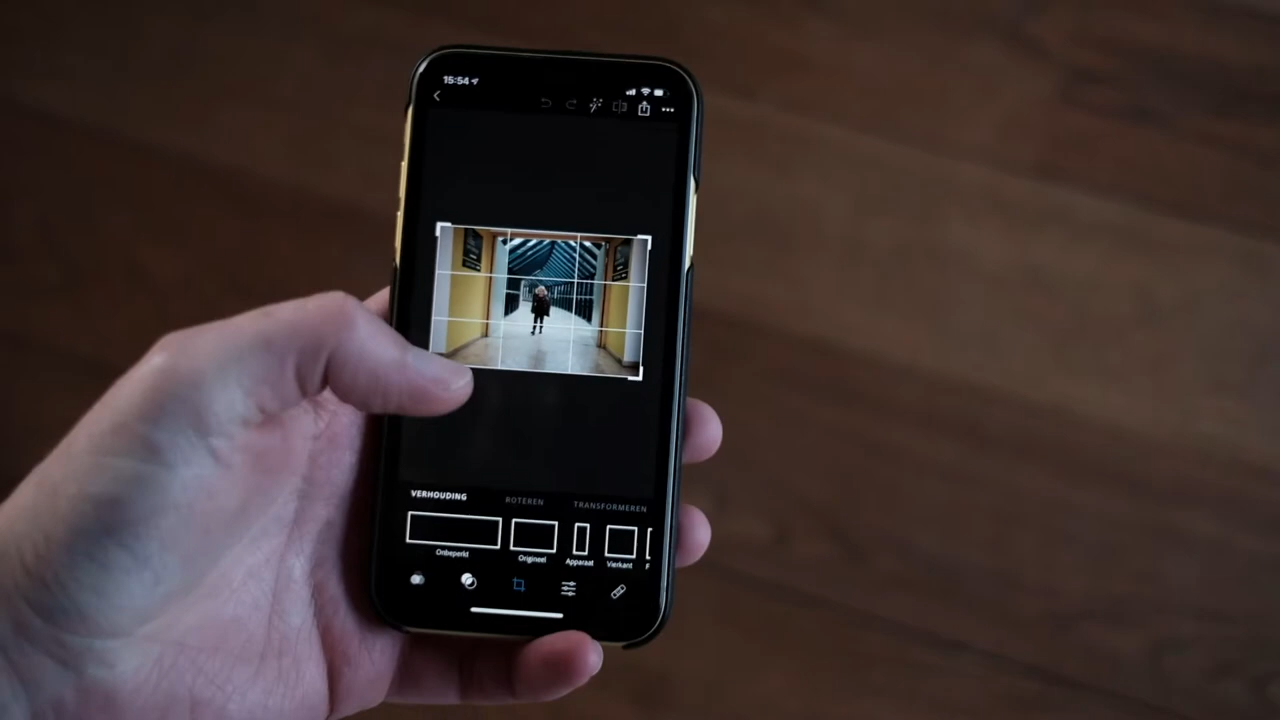 15:54
VERHOUDING ROTEREN TRANSFORMEREN
Onbeperkt Origineel Apparaat Vierkant F